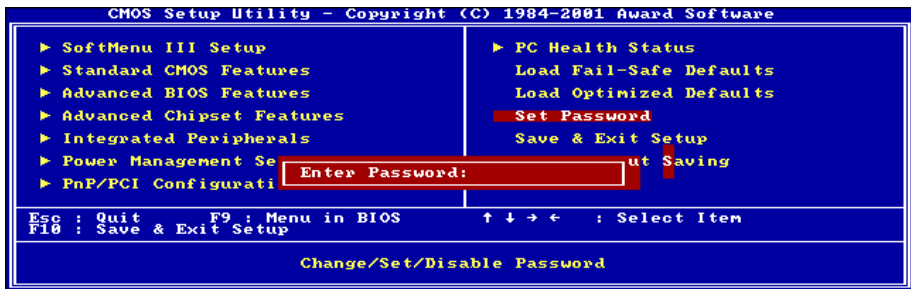 CMOS Setup Utility - Copyright (C) 1984-2001 Award Software
► SoftMenu III Setup
► Standard CMOS Features
► Advanced BIOS Features
► Advanced Chipset Features
► Integrated Peripherals
► Power Management Se
► PnP/PCI Configurati
► PC Health Status
Load Fail-Safe Defaults
Load Optimized Defaults
Set Password
Save & Exit Setup
ut Saving
Enter Password:
Esc : Quit F9 : Menu in BIOS ↑ ↓ → ← : Select Item
F10 : Save & Exit Setup
Change/Set/Disable Password